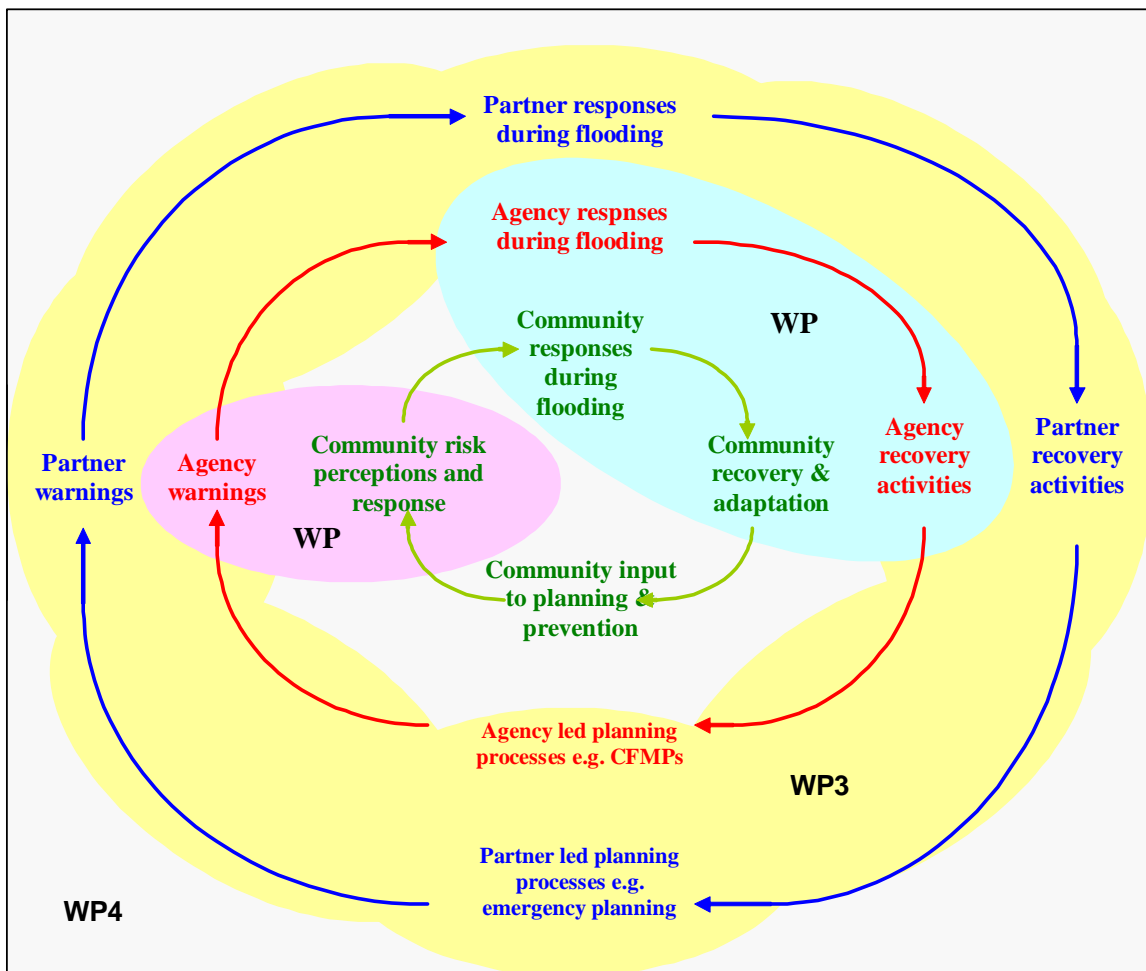 Partner responses
during flooding
Agency respnses
during flooding
WP
Community
responses
during
flooding
Partner
warnings
Agency
warnings
Community risk
perceptions and
response
WP
Community
recovery &
adaptation
Agency
recovery
activities
Partner
recovery
activities
Community input
to planning &
prevention
Agency led planning
processes e.g. CFMPs
WP3
Partner led planning
processes e.g.
emergency planning
WP4